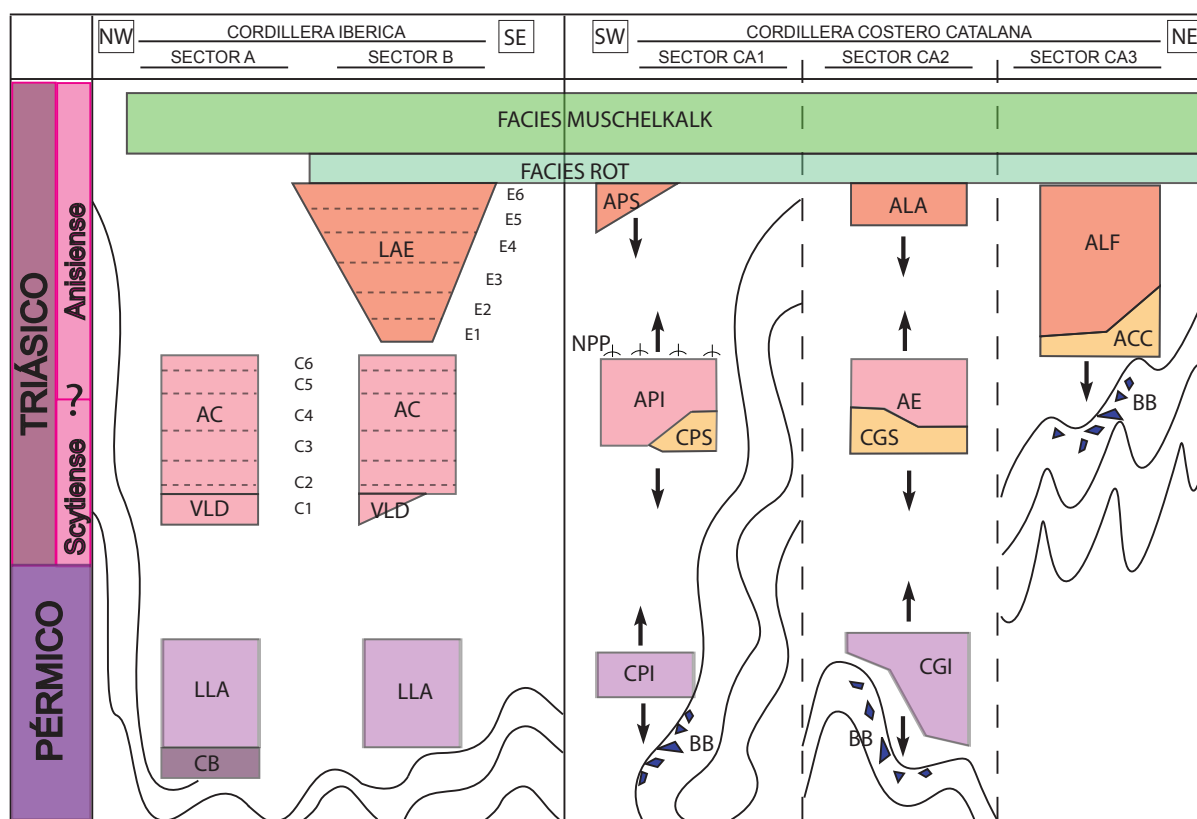 NW CORDILLERA IBERICA SE SW CORDILLERA COSTERO CATALANA NE
SECTOR A SECTOR B SECTOR CA1 SECTOR CA2 SECTOR CA3
FACIES MUSCHELKALK
FACIES ROT
TRIÁSICO
Anisiense
?
Scytiense
PÉRMICO
E6
E5
E4
E3
E2
E1
LAE
APS
ALA
ALF
ACC
NPP
C6
C5
C4
C3
C2
C1
AC
AC
API
CPS
AE
CGS
BB
VLD
VLD
LLA
LLA
CPI
CGI
CB
BB
BB